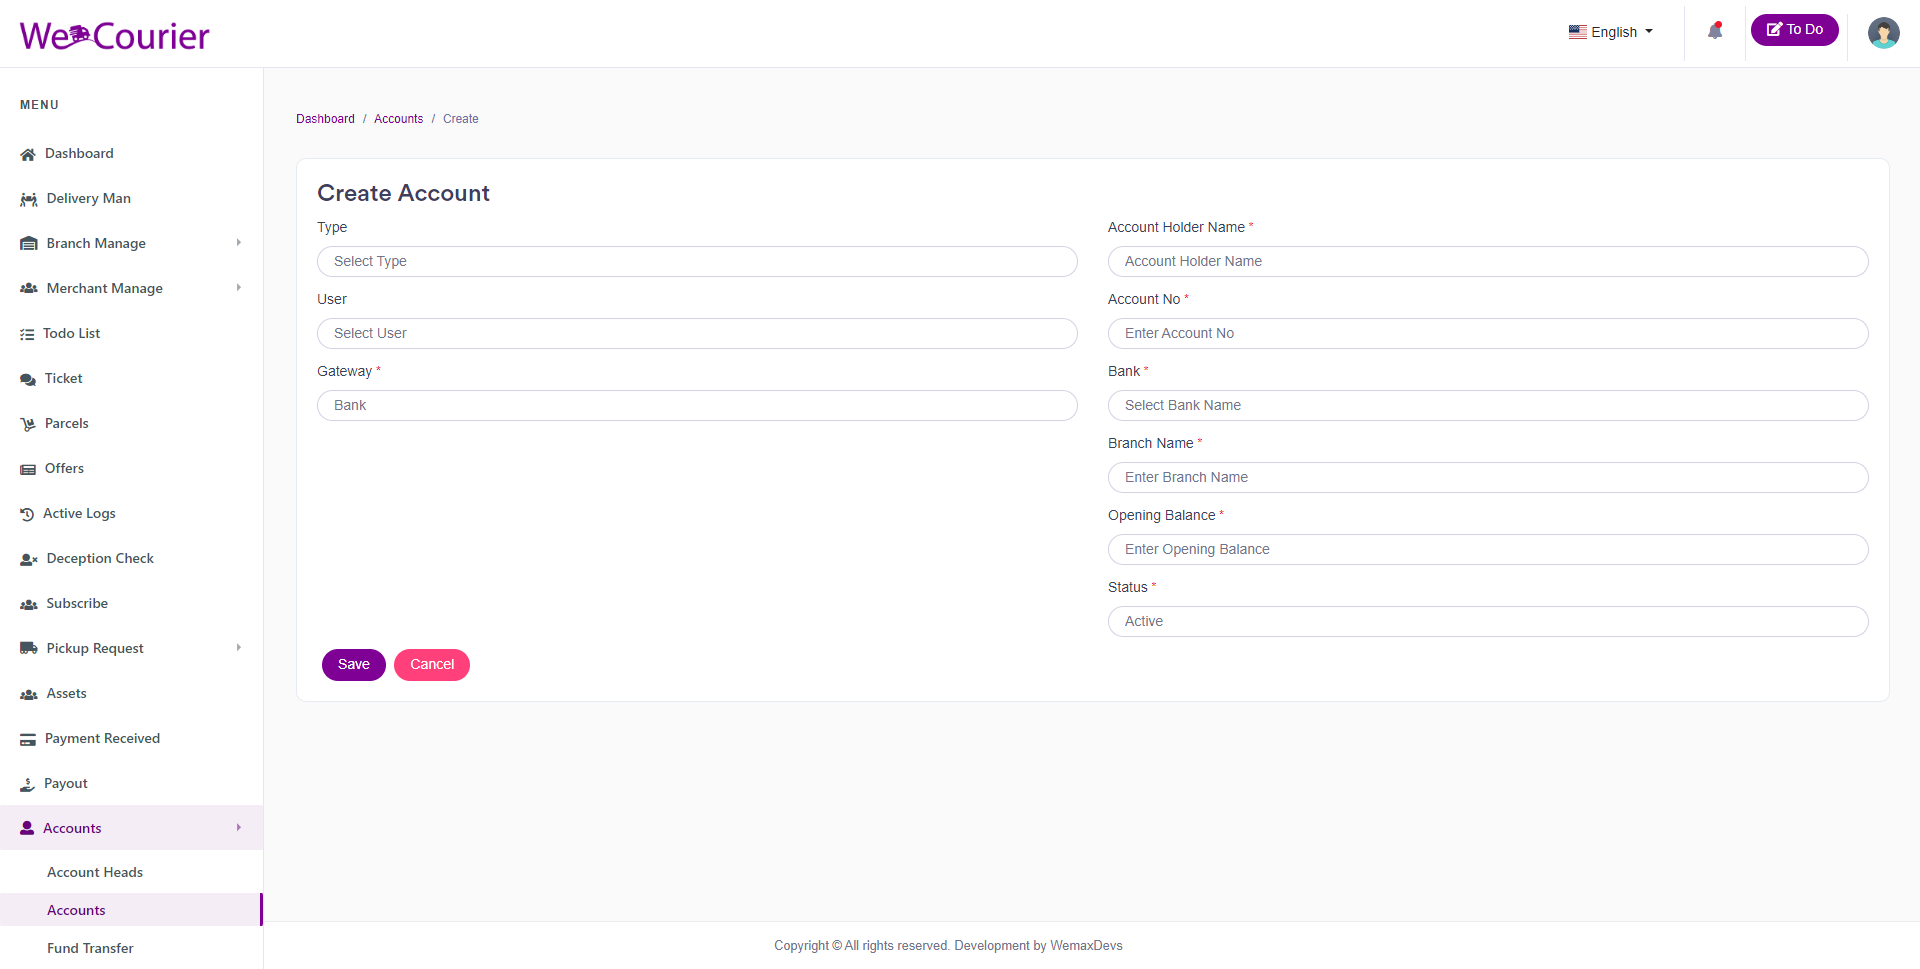 We Courier
English
To Do
MENU
Dashboard
Delivery Man
Branch Manage
Merchant Manage
Todo List
Ticket
Parcels
Offers
Active Logs
Deception Check
Subscribe
Pickup Request
Assets
Payment Received
Payout
Accounts
Account Heads
Accounts
Fund Transfer
Dashboard / Accounts / Create
Create Account
Type
Select Type
User
Select User
Gateway *
Bank
Account Holder Name *
Account Holder Name
Account No *
Enter Account No
Bank *
Select Bank Name
Branch Name *
Enter Branch Name
Opening Balance *
Enter Opening Balance
Status *
Active
Save Cancel
Copyright © All rights reserved. Development by WemaxDevs